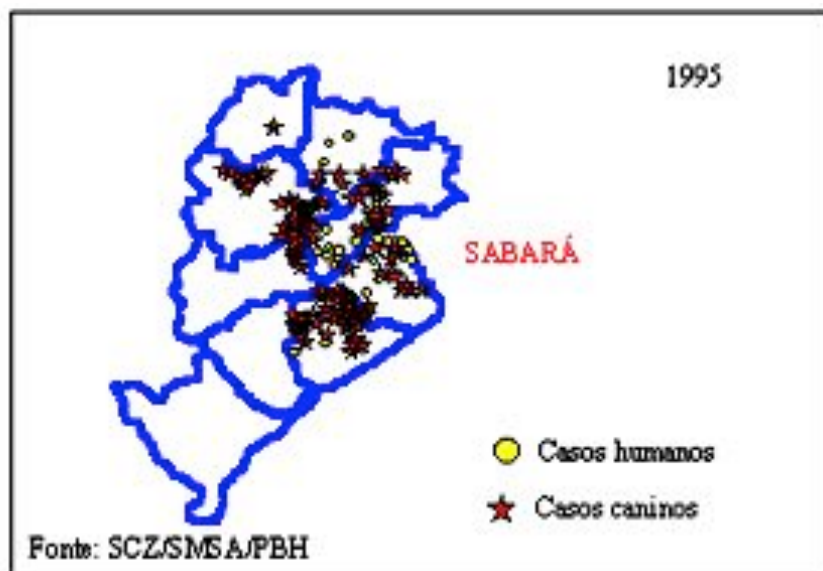 1995
SABARÁ
Casos humanos
Casos caninos
Fonte: SCZ/SMSA/PBH